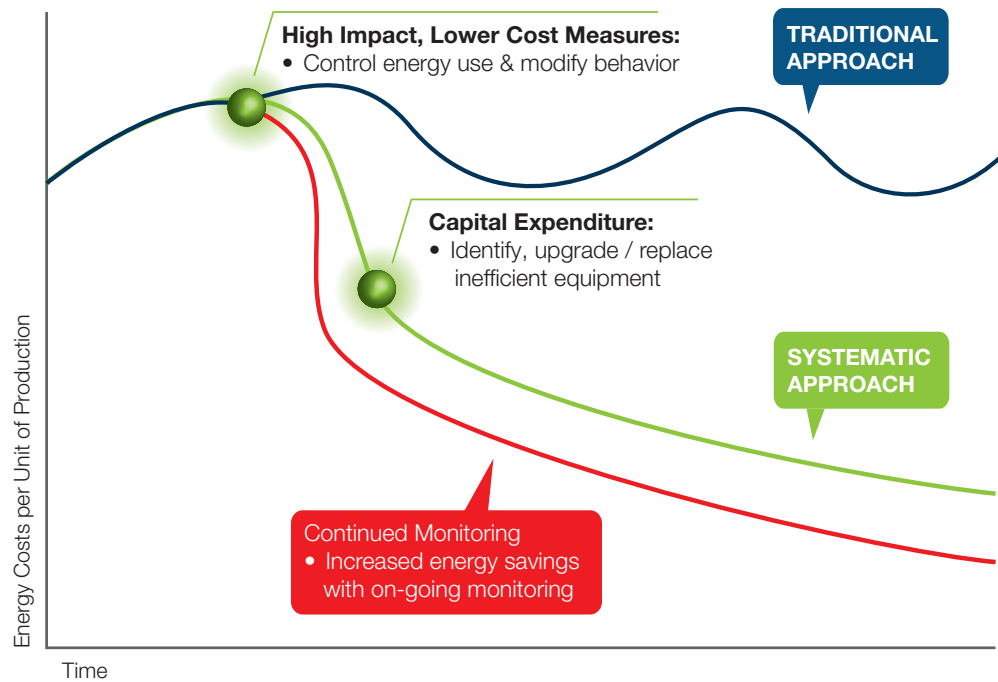 High Impact, Lower Cost Measures:
• Control energy use & modify behavior
TRADITIONAL
APPROACH
Capital Expenditure:
• Identify, upgrade / replace
inefficient equipment
SYSTEMATIC
APPROACH
Continued Monitoring
• Increased energy savings
with on-going monitoring
Energy Costs per Unit of Production
Time